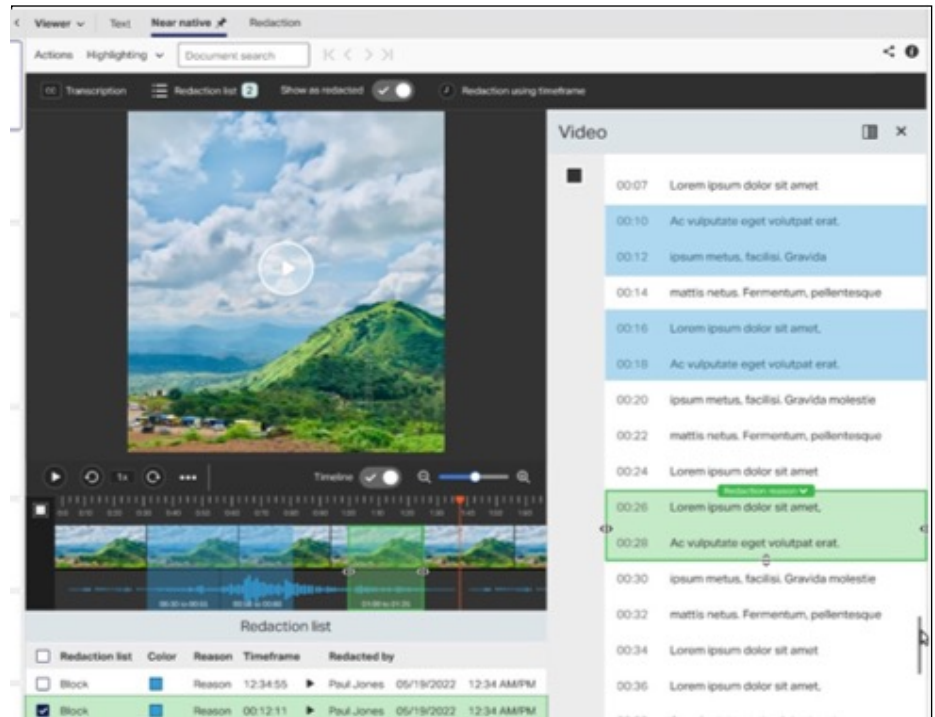 Viewer Text Near native Redaction
Actions Highlighting Document search
CC Transcription Redaction list 2 Show as redacted Redaction using timeframe
Video
00:07 Lorem ipsum dolor sit amet
00:10 Ac vulputate eget volutpat erat.
00:12 ipsum metus, facilisi. Gravida
00:14 mattis netus. Fermentum, pellentesque
00:16 Lorem ipsum dolor sit amet,
00:18 Ac vulputate eget volutpat erat.
00:20 ipsum metus, facilisi. Gravida molestie
00:22 mattis netus. Fermentum, pellentesque
00:24 Lorem ipsum dolor sit amet
Redaction reason
00:26 Lorem ipsum dolor sit amet,
00:28 Ac vulputate eget volutpat erat.
00:30 ipsum metus, facilisi. Gravida molestie
00:32 mattis netus. Fermentum, pellentesque
00:34 Lorem ipsum dolor sit amet
00:36 Lorem ipsum dolor sit amet,
1x Timeline
Redaction list
Redaction list Color Reason Timeframe Redacted by
Block Reason 12:34:55 Paul Jones 05/19/2022 12:34 AM/PM
Block Reason 00:12:11 Paul Jones 05/19/2022 12:34 AM/PM